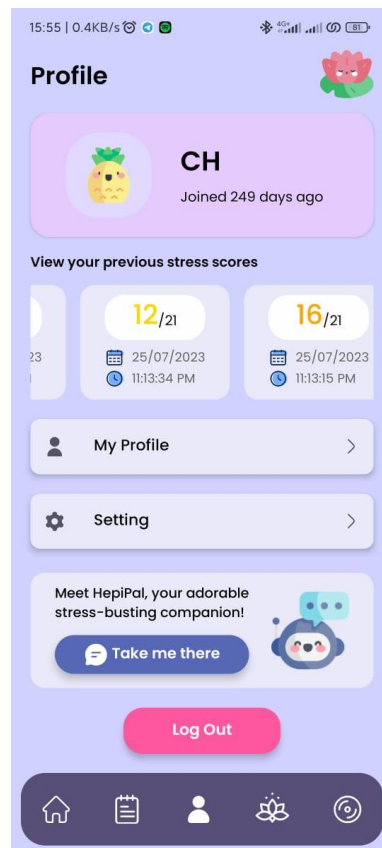 15:55 | 0.4KB/s
4G+
81
Profile
CH
Joined 249 days ago
View your previous stress scores
12/21
16/21
23
25/07/2023
25/07/2023
11:13:34 PM
11:13:15 PM
My Profile
Setting
Meet HepiPal, your adorable
stress-busting companion!
Take me there
Log Out